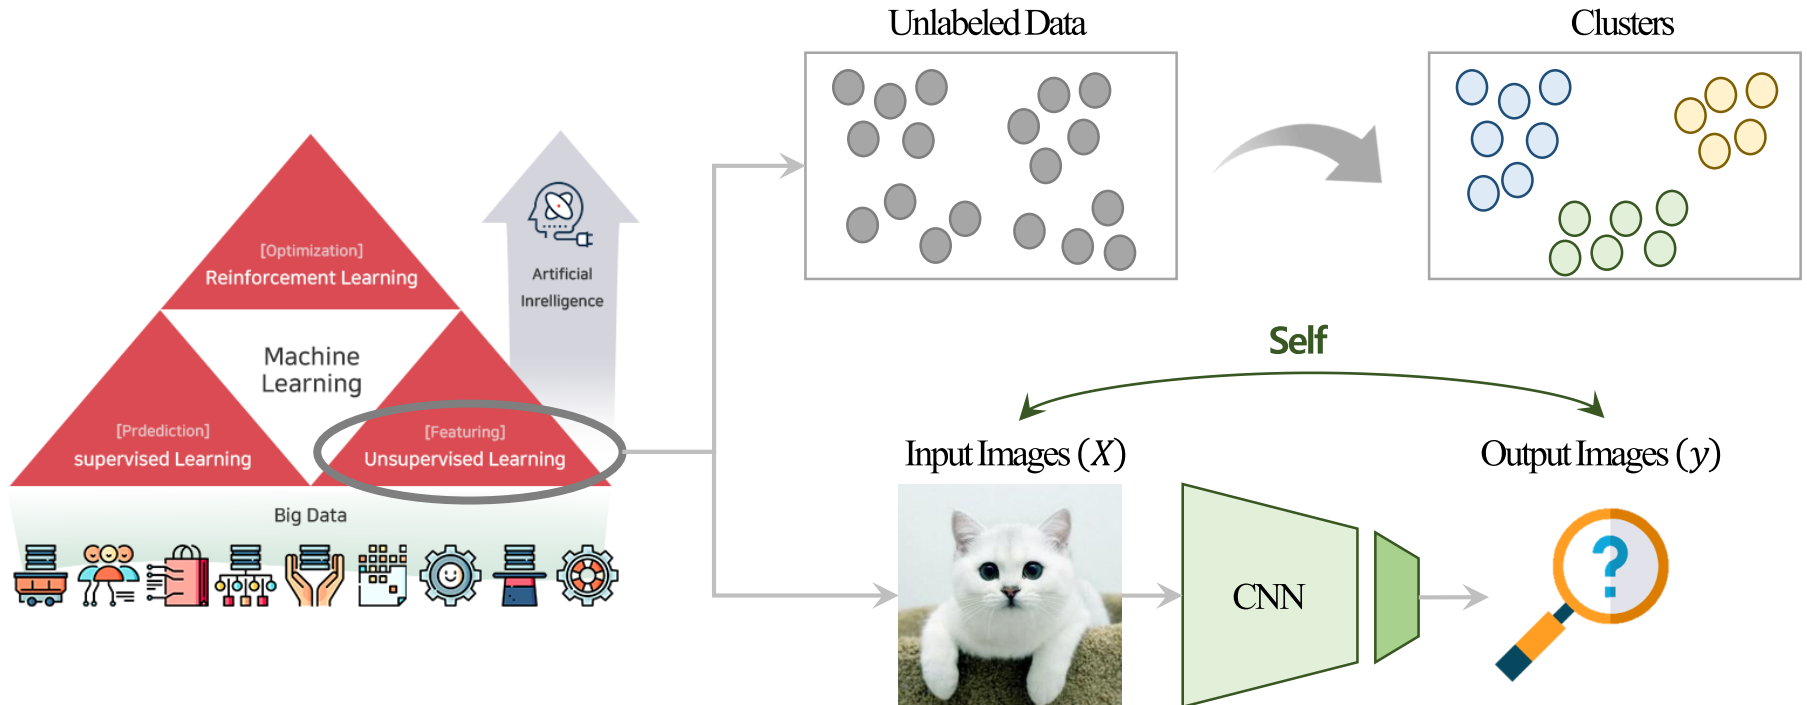 Unlabeled Data
Clusters
[Optimization]
Reinforcement Learning
Artificial
Inrelligence
Machine
Learning
[Prdediction]
supervised Learning
[Featuring]
Unsupervised Learning
Big Data
Self
Input Images (X)
Output Images (y)
CNN
?